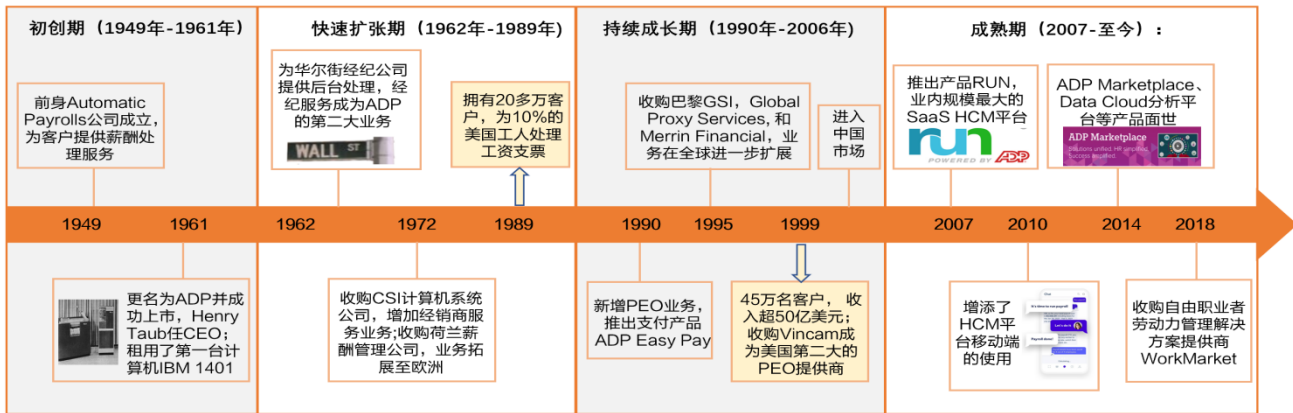 初创期（1949年-1961年）
快速扩张期（1962年-1989年)
持续成长期（1990年-2006年)
成熟期（2007-至今）：
前身Automatic
Payrolls公司成立，
为客户提供薪酬处
理服务
为华尔街经纪公司
提供后台处理，经
纪服务成为ADP
的第二大业务
WALL ST
拥有20多万客
户，为10%的
美国工人处理
工资支票
收购巴黎GSI，Global
Proxy Services, 和
Merrin Financial，业
务在全球进一步扩展
进入
中国
市场
推出产品RUN，
业内规模最大的
SaaS HCM平台
run
POWERED BY ADP
ADP Marketplace、
Data Cloud分析平
台等产品面世
ADP Marketplace
Solutions unified. HR simplified.
Success amplified.
1949
1961
1962
1972
1989
1990
1995
1999
2007
2010
2014
2018
更名为ADP并成
功上市，Henry
Taub任CEO；
租用了第一台计
算机IBM 1401
收购CSI计算机系统
公司，增加经销商服
务业务;收购荷兰薪
酬管理公司，业务拓
展至欧洲
新增PEO业务，
推出支付产品
ADP Easy Pay
45万名客户， 收
入超50亿美元；
收购Vincam成
为美国第二大的
PEO提供商
增添了
HCM平
台移动端
的使用
Chat
It's time to run payroll!
Let's do it!
Payroll done!
收购自由职业者
劳动力管理解决
方案提供商
WorkMarket